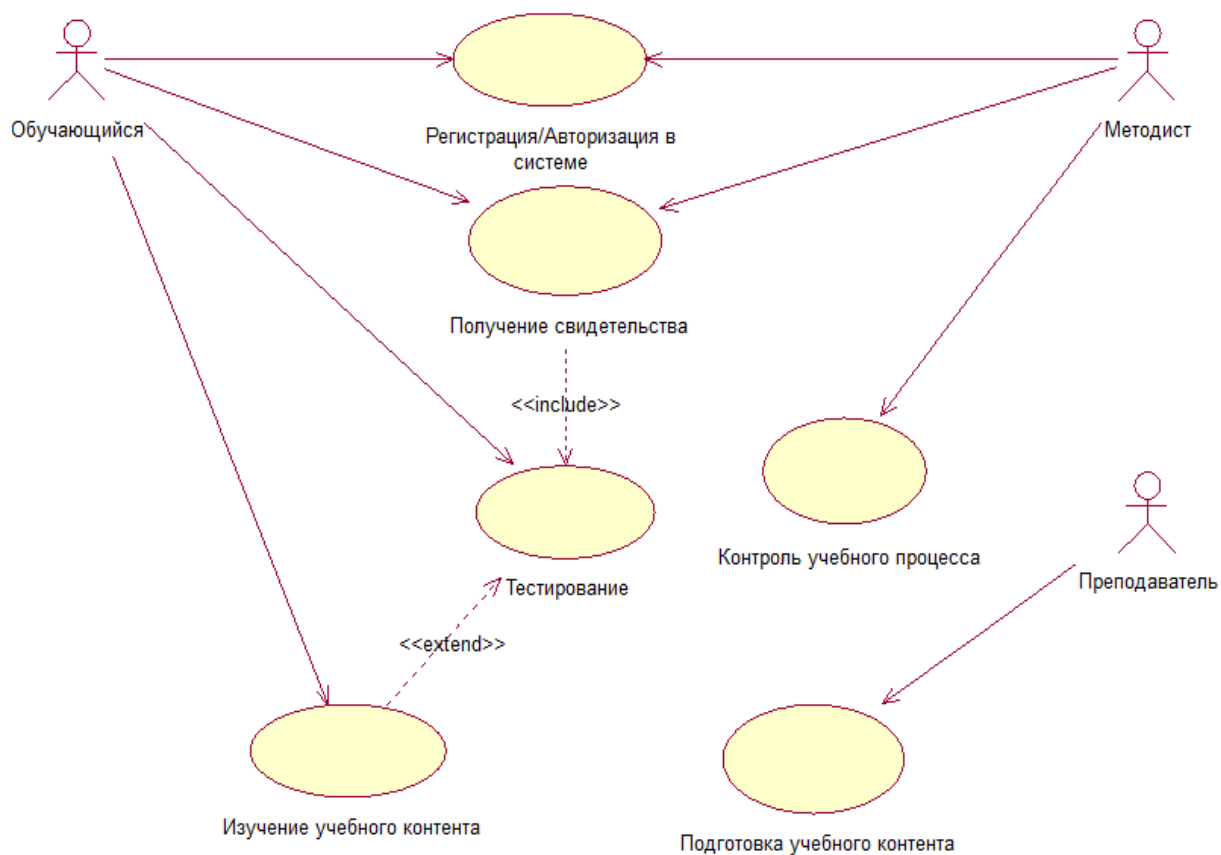 Обучающийся
Методист
Регистрация/Авторизация в
системе
Получение свидетельства
<<include>>
Контроль учебного процесса
Преподаватель
Тестирование
<<extend>>
Изучение учебного контента
Подготовка учебного контента